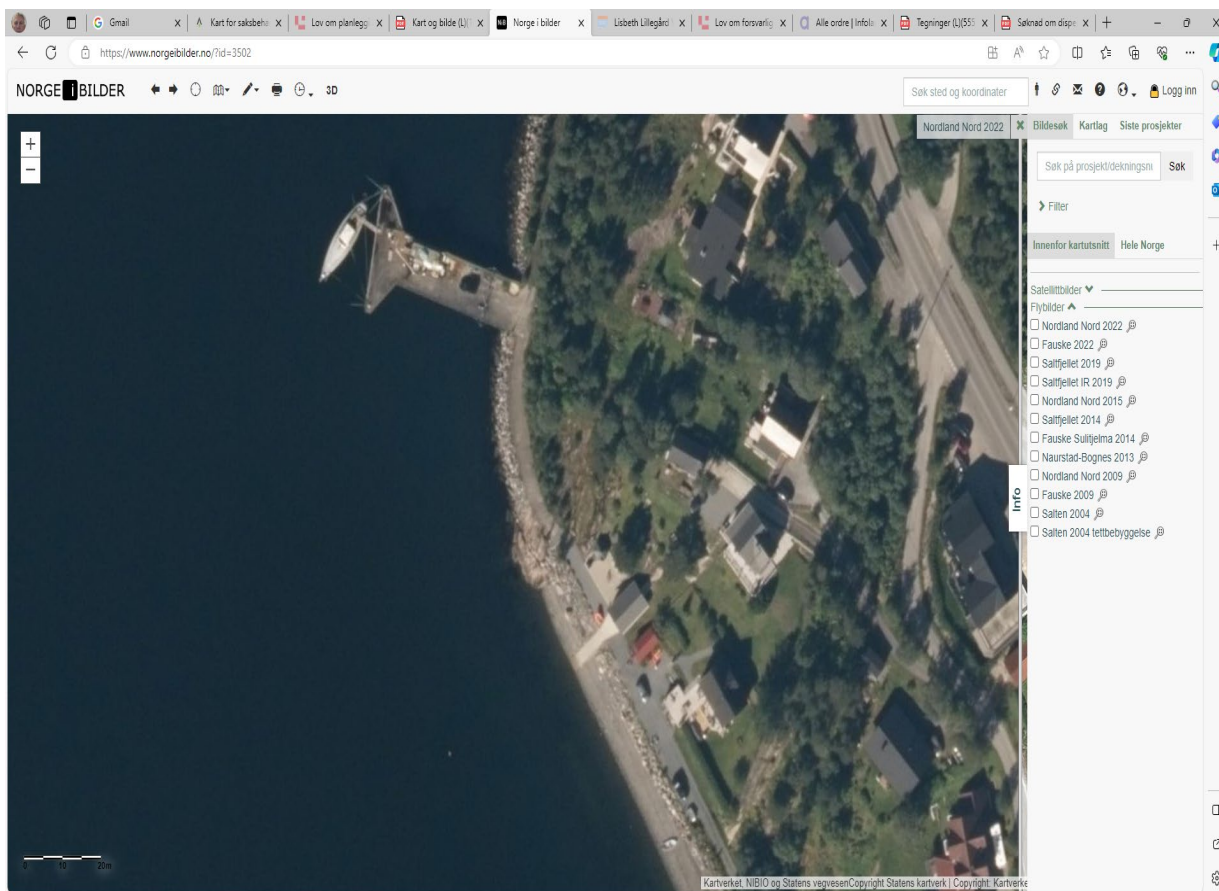 Gmail
Kart for saksbeha
Lov om planleggi
Kart og bilde (L)(
Norge i bilder
Lisbeth Lillegård
Lov om forsvarlig
Alle ordre | Infola
Tegninger (L)(555
Søknad om dispe
https://www.norgeibilder.no/?id=3502
NORGE i BILDER
3D
Søk sted og koordinater
Logg inn
Nordland Nord 2022
Bildesøk Kartlag Siste prosjekter
Søk på prosjekt/dekningsnu Søk
Filter
Innenfor kartutsnitt Hele Norge
Satellittbilder
Flybilder
Nordland Nord 2022
Fauske 2022
Saltfjellet 2019
Saltfjellet IR 2019
Nordland Nord 2015
Saltfjellet 2014
Fauske Sulitjelma 2014
Naurstad-Bognes 2013
Nordland Nord 2009
Fauske 2009
Salten 2004
Salten 2004 tettbebyggelse
Info
0 10 20m
Kartverket, NIBIO og Statens vegvesenCopyright Statens kartverk | Copyright: Kartverke